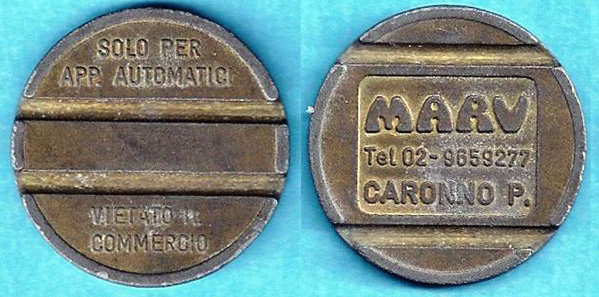 SOLO PER
APP. AUTOMATICI
VIETATO IL
COMMERCIO
MARV
Tel 02-9659277
CARONNO P.